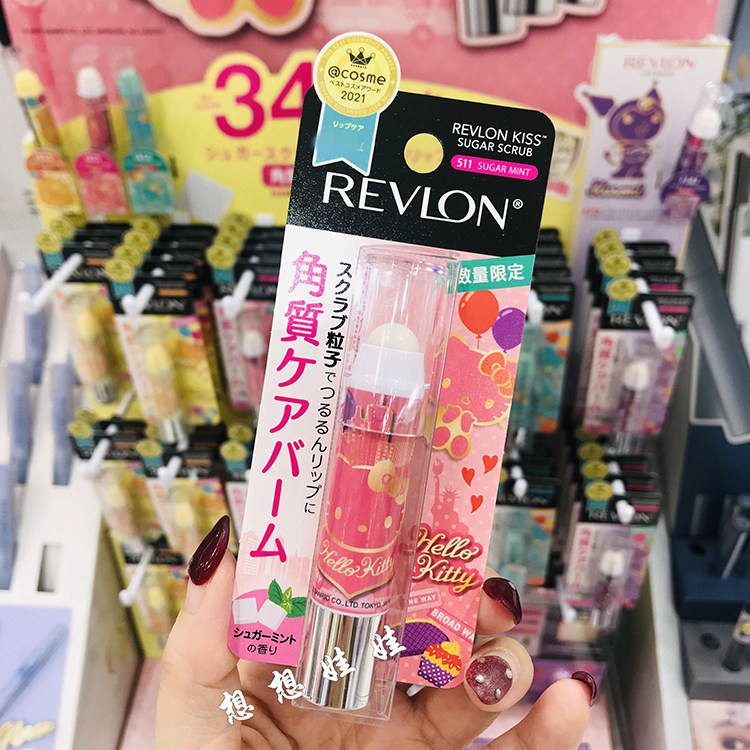 @cosme
ベストコスメアワード
2021
リップケア
REVLON KISS™
SUGAR SCRUB
511 SUGAR MINT
REVLON®
数量限定
スクラブ粒子でつるるんリップに
角質ケアバーム
Hello Kitty
Hello
Kitty
BROAD WA
シュガーミント
の香り
想想娃娃
34
REVLON
REVLON